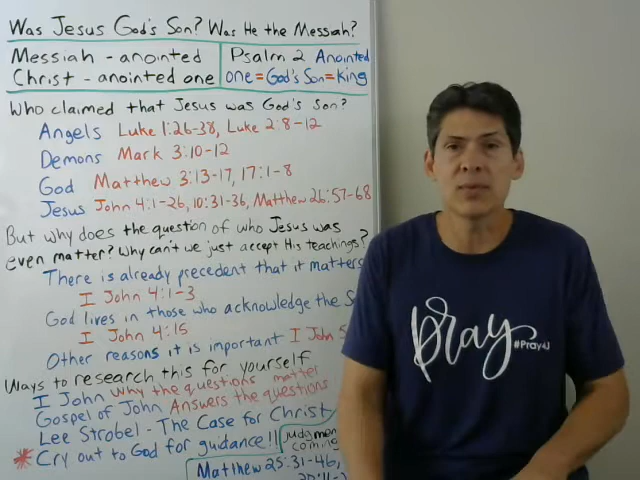 Was Jesus God's Son? Was He the Messiah?
Messiah - anointed
Christ - anointed one
Psalm 2 Anointed
one = God's Son = king
Who claimed that Jesus was God's son?
Angels Luke 1:26-38, Luke 2:8-12
Demons Mark 3:10-12
God Matthew 3:13-17, 17:1-8
Jesus John 4:1-26, 10:31-36, Matthew 26:57-68
But why does the question of who Jesus was
even matter? Why can't we just accept His teachings?
There is already precedent that it matters
I John 4:1-3
God lives in those who acknowledge the
I John 4:15
Other reasons it is important I John
Ways to research this for yourself
I John Why the questions matter
Gospel of John Answers the questions
Lee Strobel - The Case for Christ
* Cry out to God for guidance!!
judgment
coming
Matthew 25:31-46,
Pray
#Pray4U